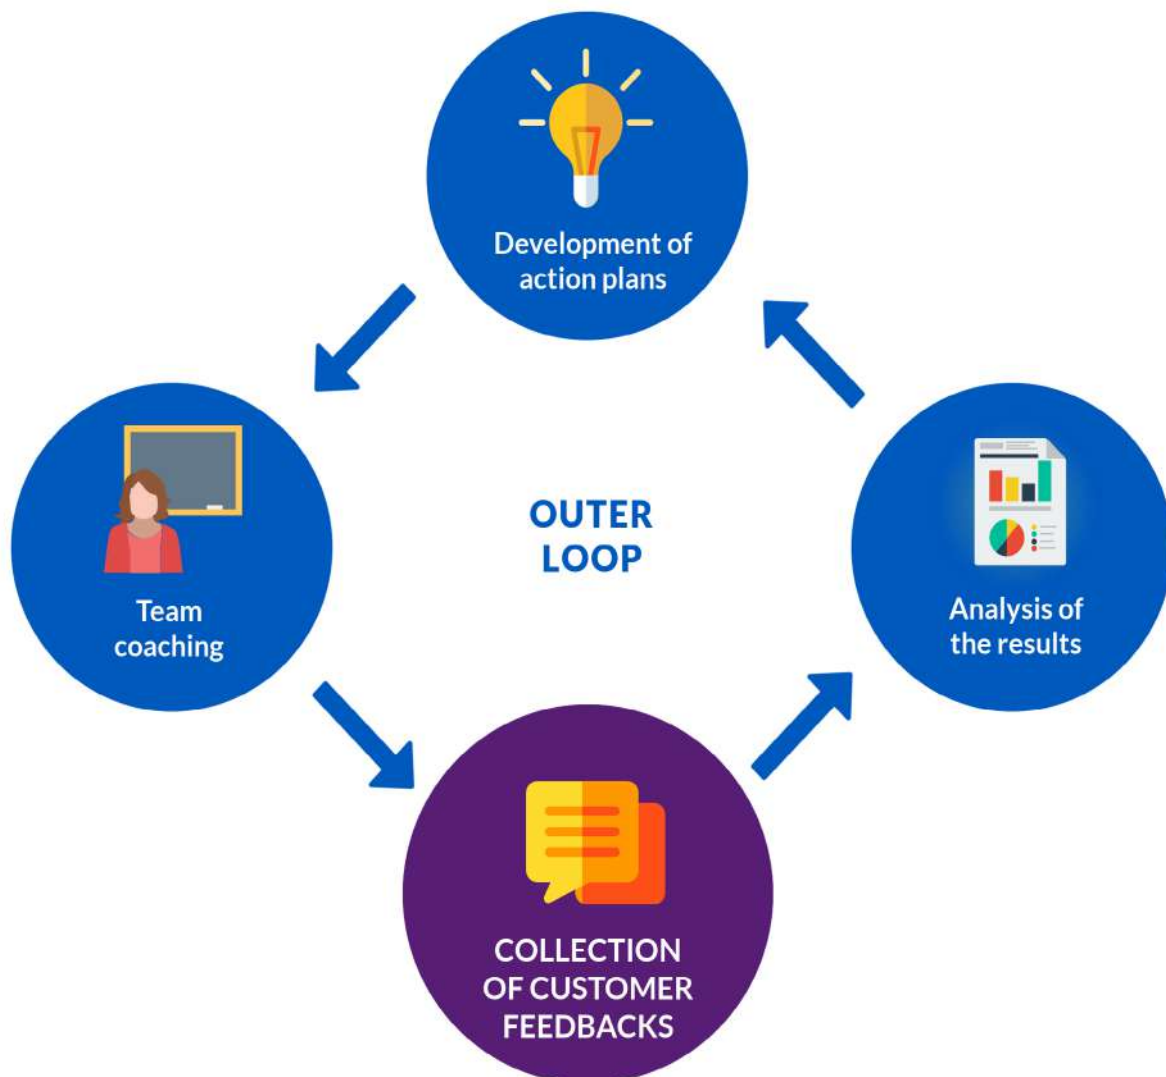 Development of
action plans
Team
coaching
OUTER
LOOP
Analysis of
the results
COLLECTION
OF CUSTOMER
FEEDBACKS